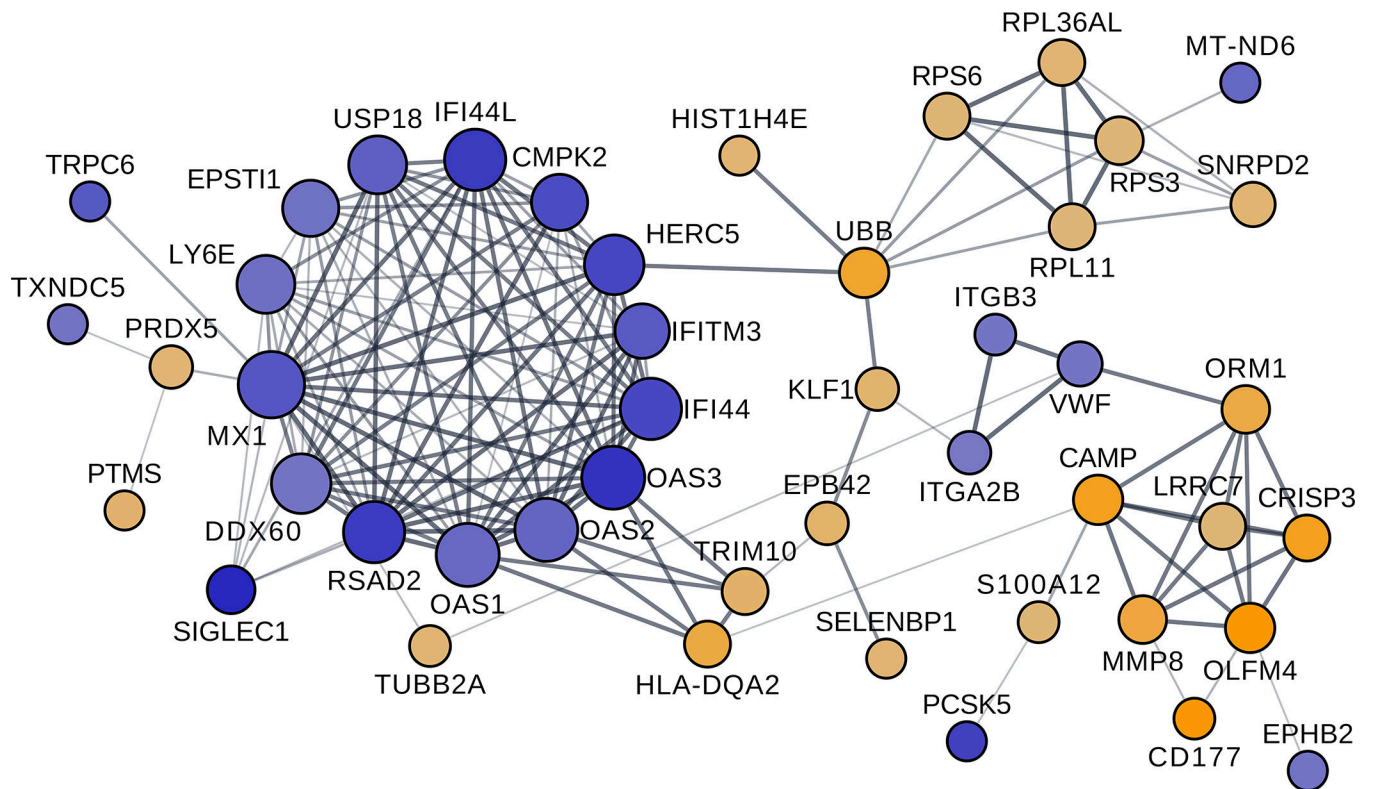 RPL36AL
MT-ND6
RPS6
USP18
IFI44L
HIST1H4E
CMPK2
TRPC6
EPSTI1
SNRPD2
RPS3
HERC5
UBB
LY6E
RPL11
TXNDC5
PRDX5
ITGB3
IFITM3
ORM1
KLF1
VWF
IFI44
MX1
CAMP
PTMS
OAS3
EPB42
ITGA2B
LRRC7
CRISP3
DDX60
OAS2
TRIM10
RSAD2
S100A12
OAS1
SIGLEC1
SELENBP1
MMP8
OLFM4
TUBB2A
HLA-DQA2
PCSK5
EPHB2
CD177